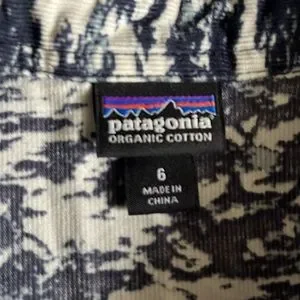 patagonia
ORGANIC COTTON
6
MADE IN
CHINA